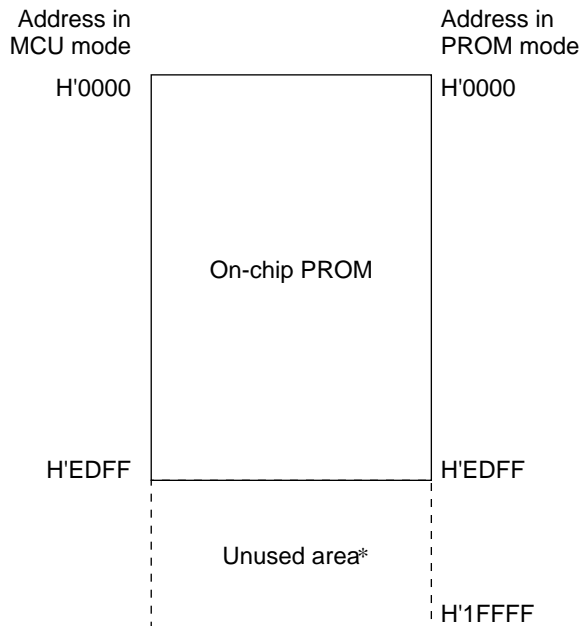 Address in
MCU mode
Address in
PROM mode
H'0000
H'0000
On-chip PROM
H'EDFF
H'EDFF
Unused area*
H'1FFFF